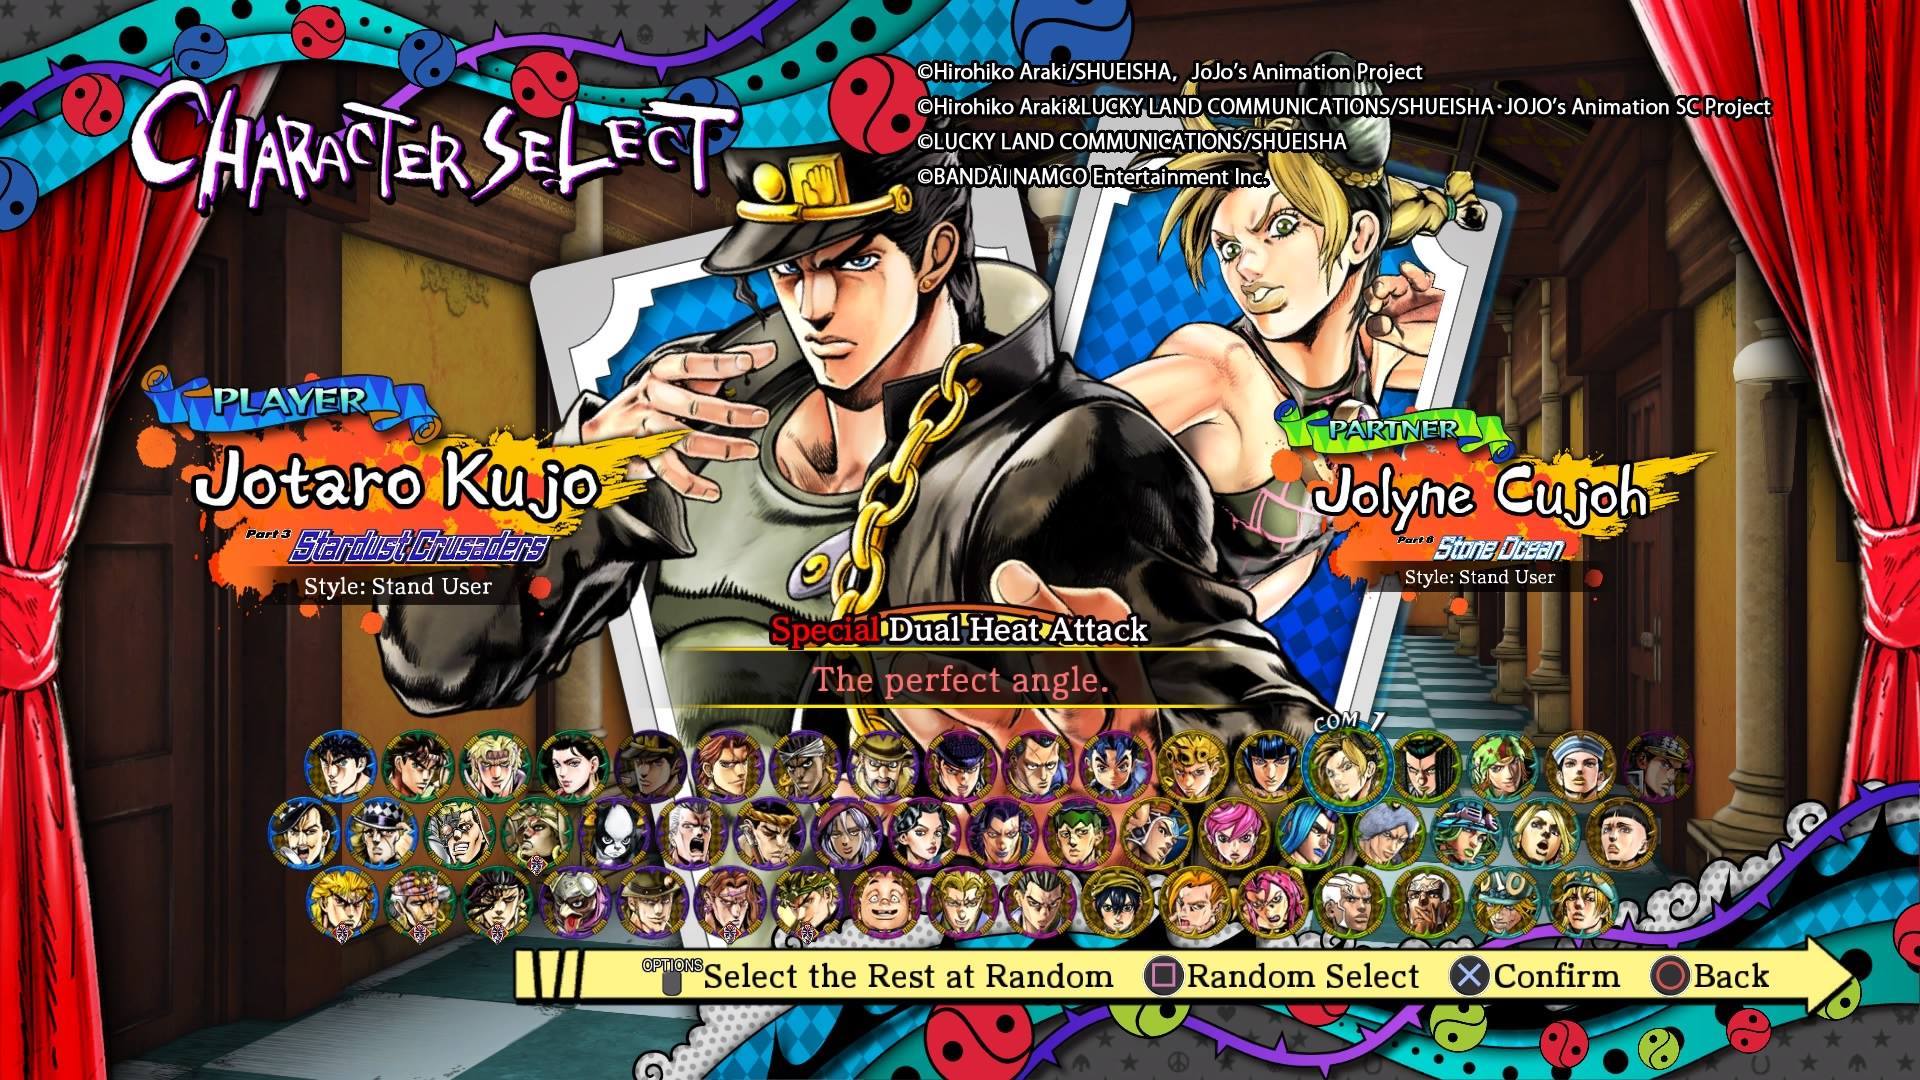 CHARACTER SELECT
©Hirohiko Araki/SHUEISHA, JoJo's Animation Project
©Hirohiko Araki&LUCKY LAND COMMUNICATIONS/SHUEISHA・JOJO's Animation SC Project
©LUCKY LAND COMMUNICATIONS/SHUEISHA
©BANDAI NAMCO Entertainment Inc.
PLAYER
Jotaro Kujo
Part 3 Stardust Crusaders
Style: Stand User
PARTNER
Jolyne Cujoh
Part 6 Stone Ocean
Style: Stand User
Special Dual Heat Attack
The perfect angle.
COM 1
OPTIONS Select the Rest at Random Random Select Confirm Back